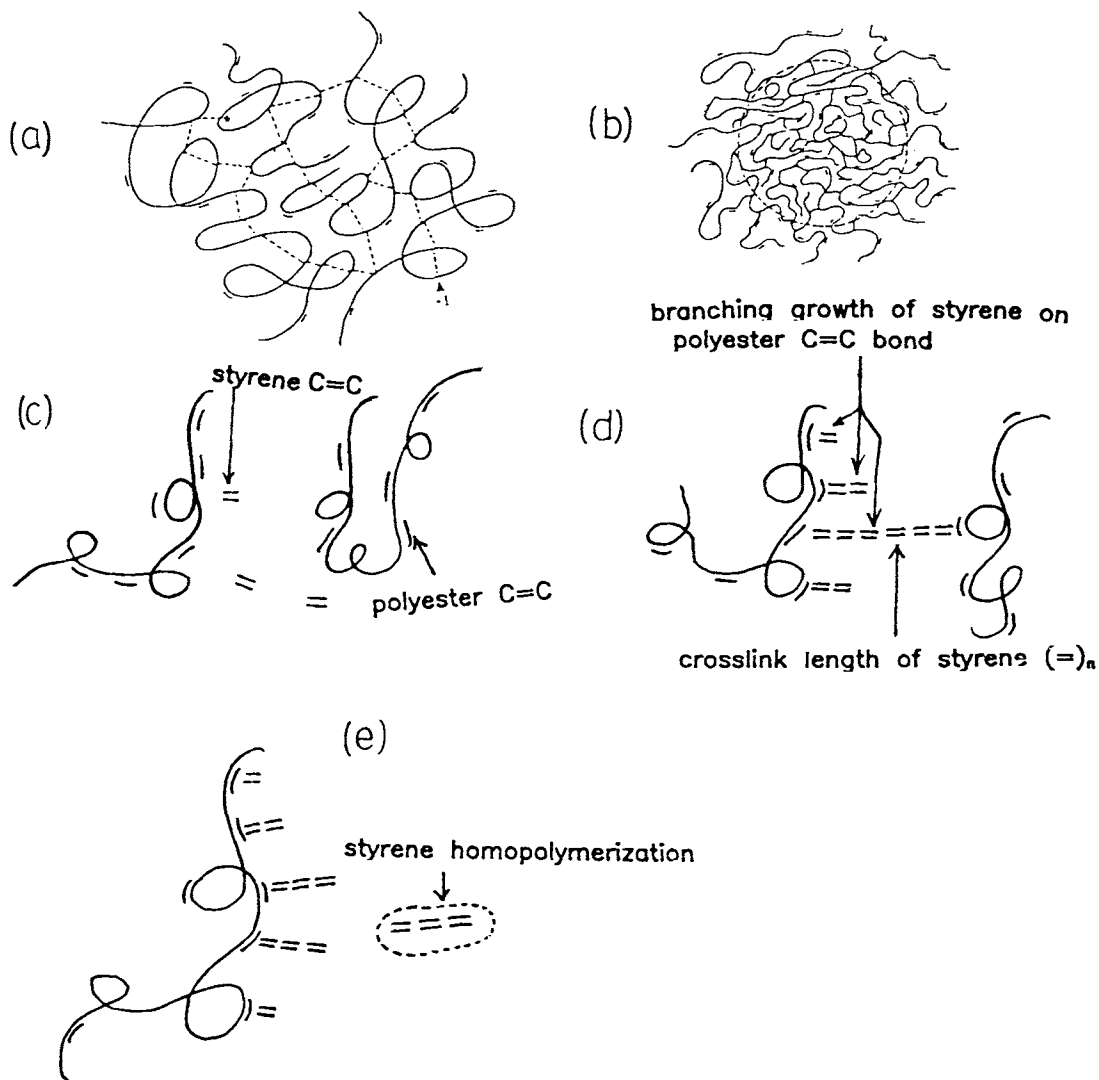 (a)
(b)
branching growth of styrene on
polyester C=C bond
styrene C=C
(c)
(d)
polyester C=C
crosslink length of styrene (=)n
(e)
styrene homopolymerization